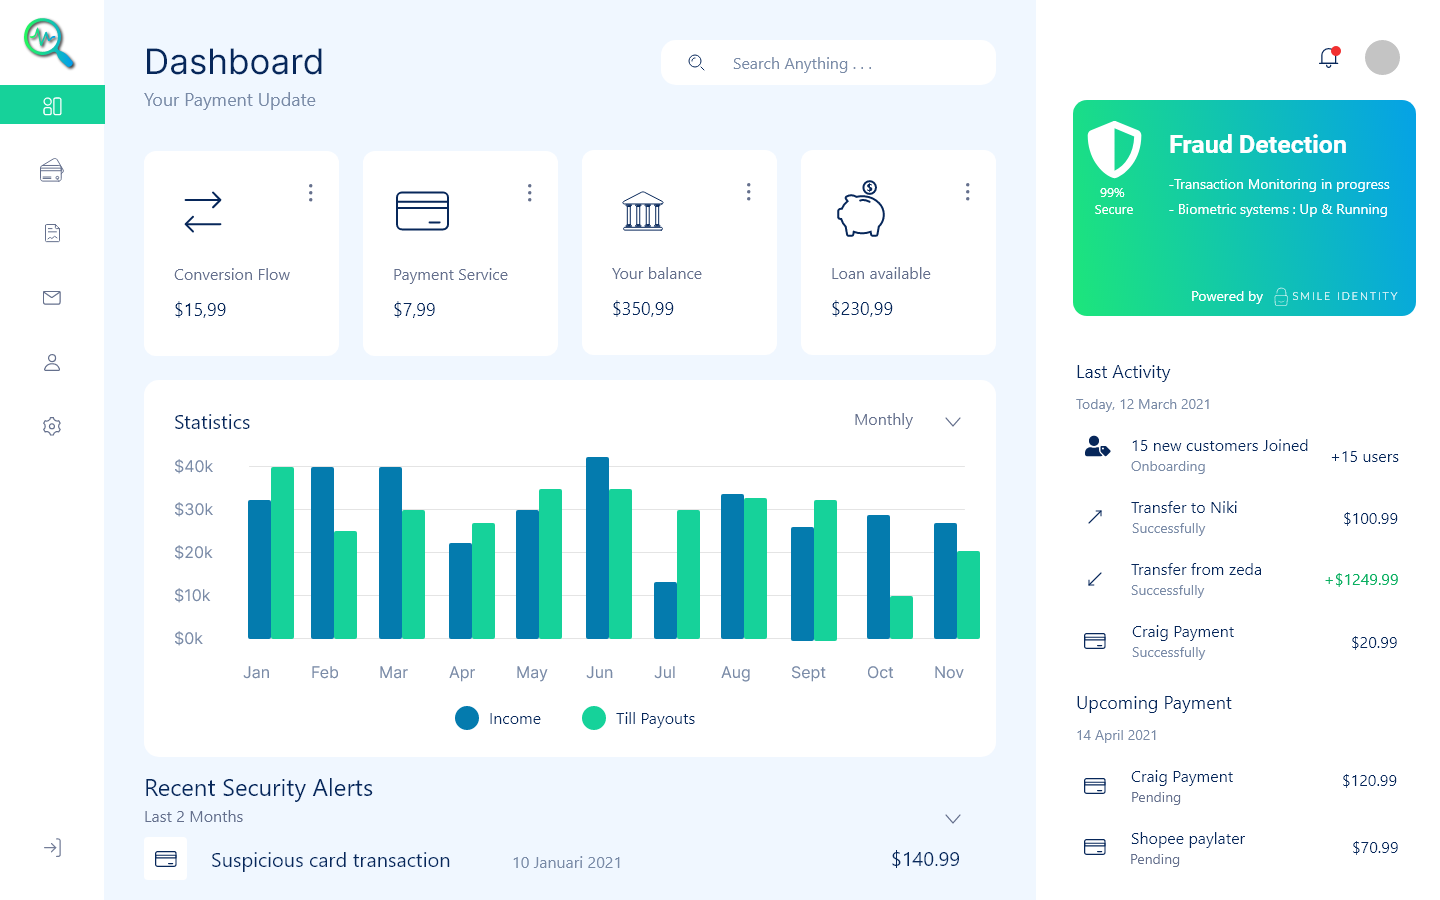 Dashboard
Your Payment Update
Search Anything . . .
Conversion Flow
$15,99
Payment Service
$7,99
Your balance
$350,99
Loan available
$230,99
Statistics
Monthly
$40k
$30k
$20k
$10k
$0k
Jan Feb Mar Apr May Jun Jul Aug Sept Oct Nov
Income Till Payouts
Recent Security Alerts
Last 2 Months
Suspicious card transaction 10 Januari 2021 $140.99
Fraud Detection
99%
Secure
-Transaction Monitoring in progress
- Biometric systems : Up & Running
Powered by SMILE IDENTITY
Last Activity
Today, 12 March 2021
15 new customers Joined
Onboarding
+15 users
Transfer to Niki
Successfully
$100.99
Transfer from zeda
Successfully
+$1249.99
Craig Payment
Successfully
$20.99
Upcoming Payment
14 April 2021
Craig Payment
Pending
$120.99
Shopee paylater
Pending
$70.99